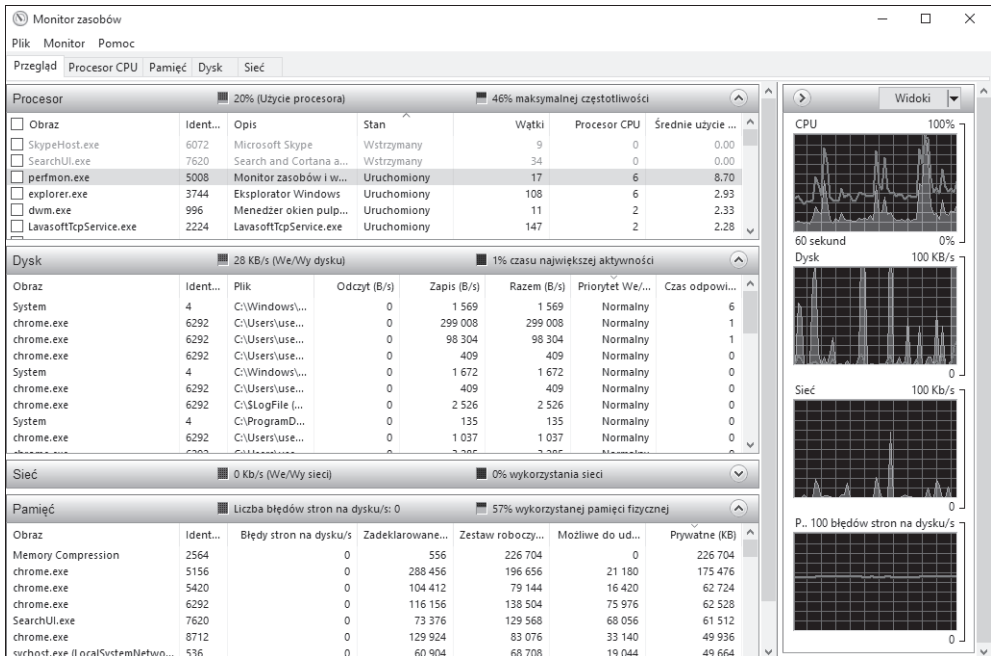 Monitor zasobów
Plik Monitor Pomoc
Przegląd Procesor CPU Pamięć Dysk Sieć
Procesor 20% (Użycie procesora) 46% maksymalnej częstotliwości
Obraz Ident... Opis Stan Wątki Procesor CPU Średnie użycie ...
SkypeHost.exe 6072 Microsoft Skype Wstrzymany 9 0 0.00
SearchUI.exe 7620 Search and Cortana a... Wstrzymany 34 0 0.00
perfmon.exe 5008 Monitor zasobów i w... Uruchomiony 17 6 8.70
explorer.exe 3744 Eksplorator Windows Uruchomiony 108 6 2.93
dwm.exe 996 Menedżer okien pulp... Uruchomiony 11 2 2.33
LavasoftTcpService.exe 2224 LavasoftTcpService.exe Uruchomiony 147 2 2.28
Dysk 28 KB/s (We/Wy dysku) 1% czasu największej aktywności
Obraz Ident... Plik Odczyt (B/s) Zapis (B/s) Razem (B/s) Priorytet We/... Czas odpowi...
System 4 C:\Windows\... 0 1 569 1 569 Normalny 6
chrome.exe 6292 C:\Users\use... 0 299 008 299 008 Normalny 1
chrome.exe 6292 C:\Users\use... 0 98 304 98 304 Normalny 1
chrome.exe 6292 C:\Users\use... 0 409 409 Normalny 0
System 4 C:\Windows\... 0 1 672 1 672 Normalny 0
chrome.exe 6292 C:\Users\use... 0 409 409 Normalny 0
chrome.exe 6292 C:\$LogFile (... 0 2 526 2 526 Normalny 0
System 4 C:\ProgramD... 0 135 135 Normalny 0
chrome.exe 6292 C:\Users\use... 0 1 037 1 037 Normalny 0
Sieć 0 Kb/s (We/Wy sieci) 0% wykorzystania sieci
Pamięć Liczba błędów stron na dysku/s: 0 57% wykorzystanej pamięci fizycznej
Obraz Ident... Błędy stron na dysku/s Zadeklarowane... Zestaw roboczy... Możliwe do ud... Prywatne (KB)
Memory Compression 2564 0 556 226 704 0 226 704
chrome.exe 5156 0 288 456 196 656 21 180 175 476
chrome.exe 5420 0 104 412 79 144 16 420 62 724
chrome.exe 6292 0 116 156 138 504 75 976 62 528
SearchUI.exe 7620 0 73 376 129 568 68 056 61 512
chrome.exe 8712 0 129 924 83 076 33 140 49 936
svchost.exe (LocalSystemNetwo... 536 0 60 904 68 708 19 044 49 664
Widoki
CPU 100%
60 sekund 0%
Dysk 100 KB/s
0
Sieć 100 Kb/s
0
P.. 100 błędów stron na dysku/s
0